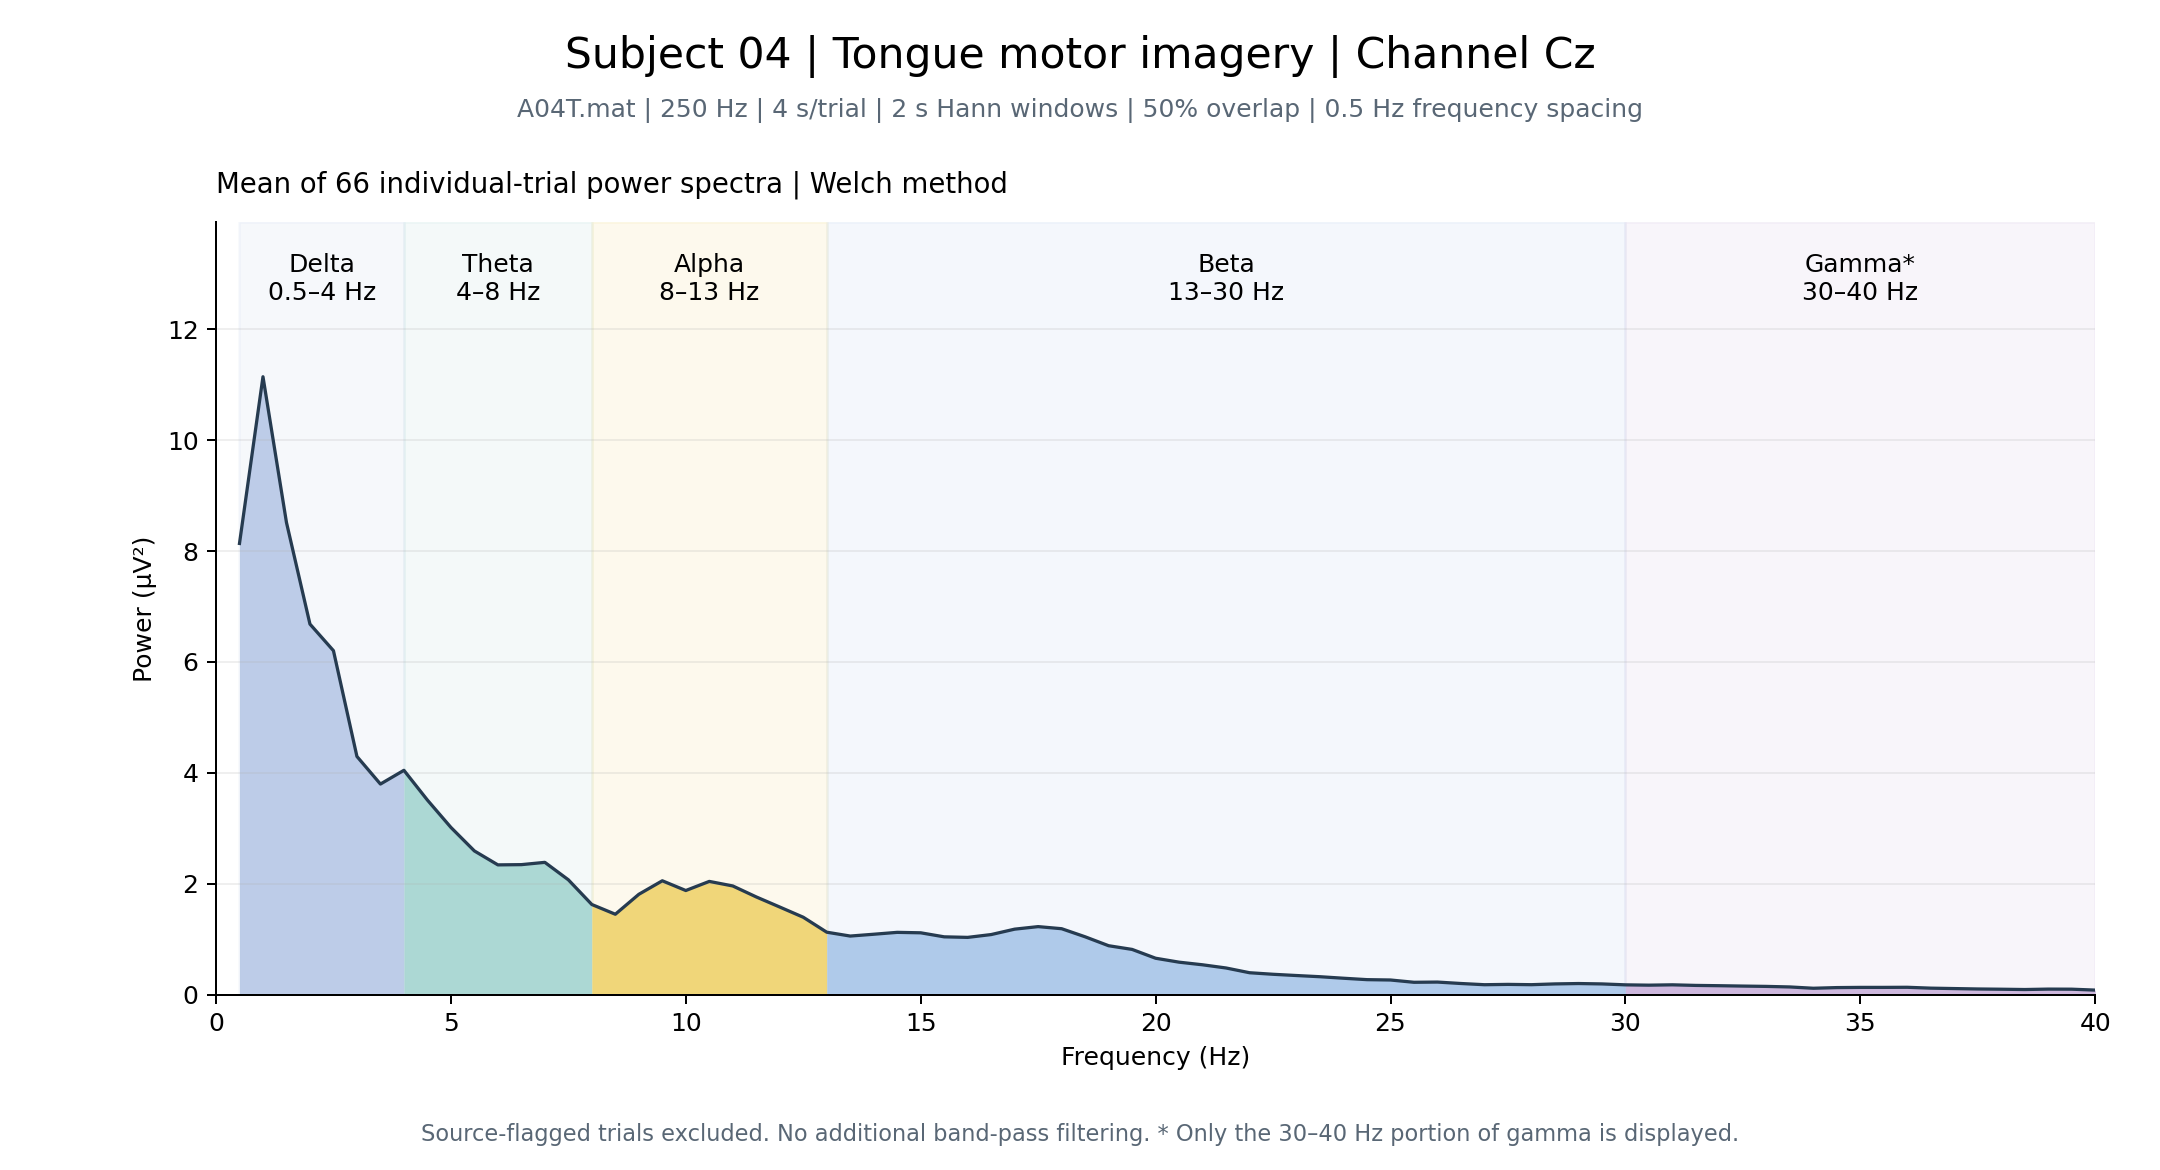 Subject 04 | Tongue motor imagery | Channel Cz
A04T.mat | 250 Hz | 4 s/trial | 2 s Hann windows | 50% overlap | 0.5 Hz frequency spacing
Mean of 66 individual-trial power spectra | Welch method
Delta
0.5–4 Hz
Theta
4–8 Hz
Alpha
8–13 Hz
Beta
13–30 Hz
Gamma*
30–40 Hz
12
10
8
6
4
2
0
Power (µV²)
0 5 10 15 20 25 30 35 40
Frequency (Hz)
Source-flagged trials excluded. No additional band-pass filtering. * Only the 30–40 Hz portion of gamma is displayed.